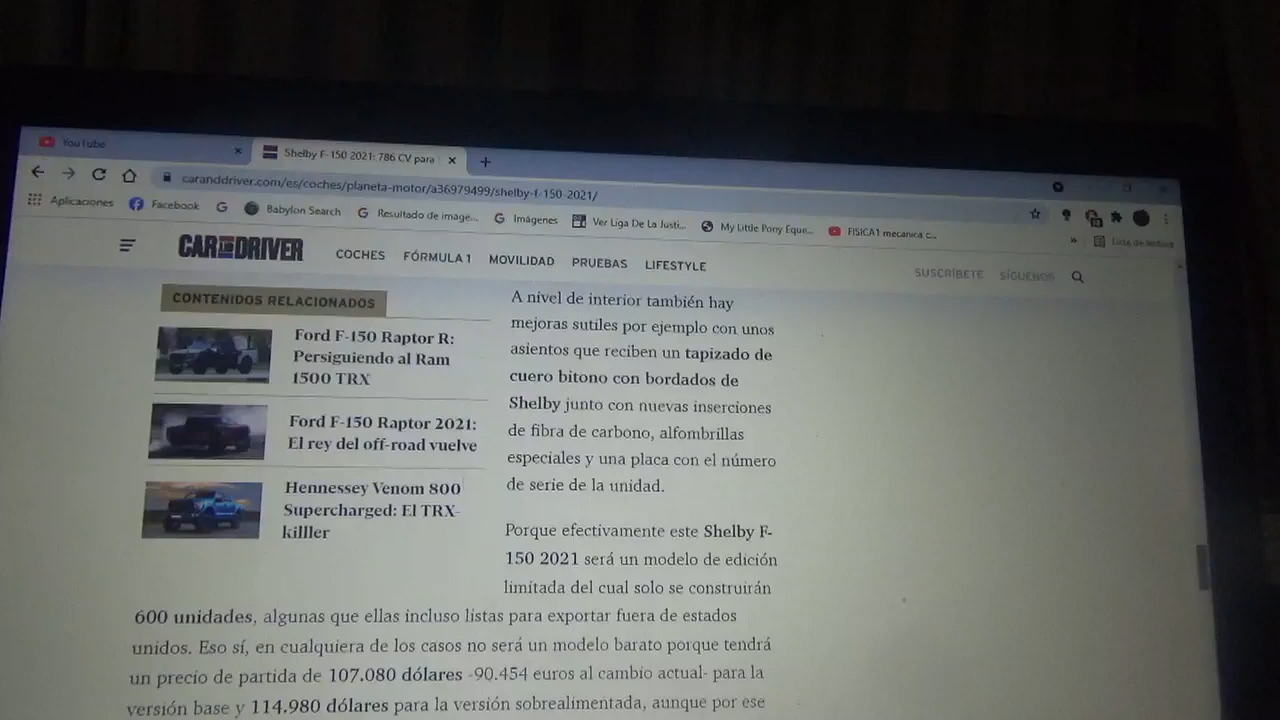 YouTube
Shelby F-150 2021: 786 CV para
caranddriver.com/es/coches/planeta-motor/a36979499/shelby-f-150-2021/
Aplicaciones
Facebook
Babylon Search
Resultado de image...
Imágenes
Ver Liga De La Justi...
My Little Pony Eque...
FISICA1 mecanica c...
»
Lista de lectura
CAR AND DRIVER
COCHES
FÓRMULA 1
MOVILIDAD
PRUEBAS
LIFESTYLE
SUSCRÍBETE
SÍGUENOS
CONTENIDOS RELACIONADOS
Ford F-150 Raptor R:
Persiguiendo al Ram
1500 TRX
Ford F-150 Raptor 2021:
El rey del off-road vuelve
Hennessey Venom 800
Supercharged: El TRX-
killler
A nivel de interior también hay
mejoras sutiles por ejemplo con unos
asientos que reciben un tapizado de
cuero bitono con bordados de
Shelby junto con nuevas inserciones
de fibra de carbono, alfombrillas
especiales y una placa con el número
de serie de la unidad.
Porque efectivamente este Shelby F-
150 2021 será un modelo de edición
limitada del cual solo se construirán
600 unidades, algunas que ellas incluso listas para exportar fuera de estados
unidos. Eso sí, en cualquiera de los casos no será un modelo barato porque tendrá
un precio de partida de 107.080 dólares -90.454 euros al cambio actual- para la
versión base y 114.980 dólares para la versión sobrealimentada, aunque por ese